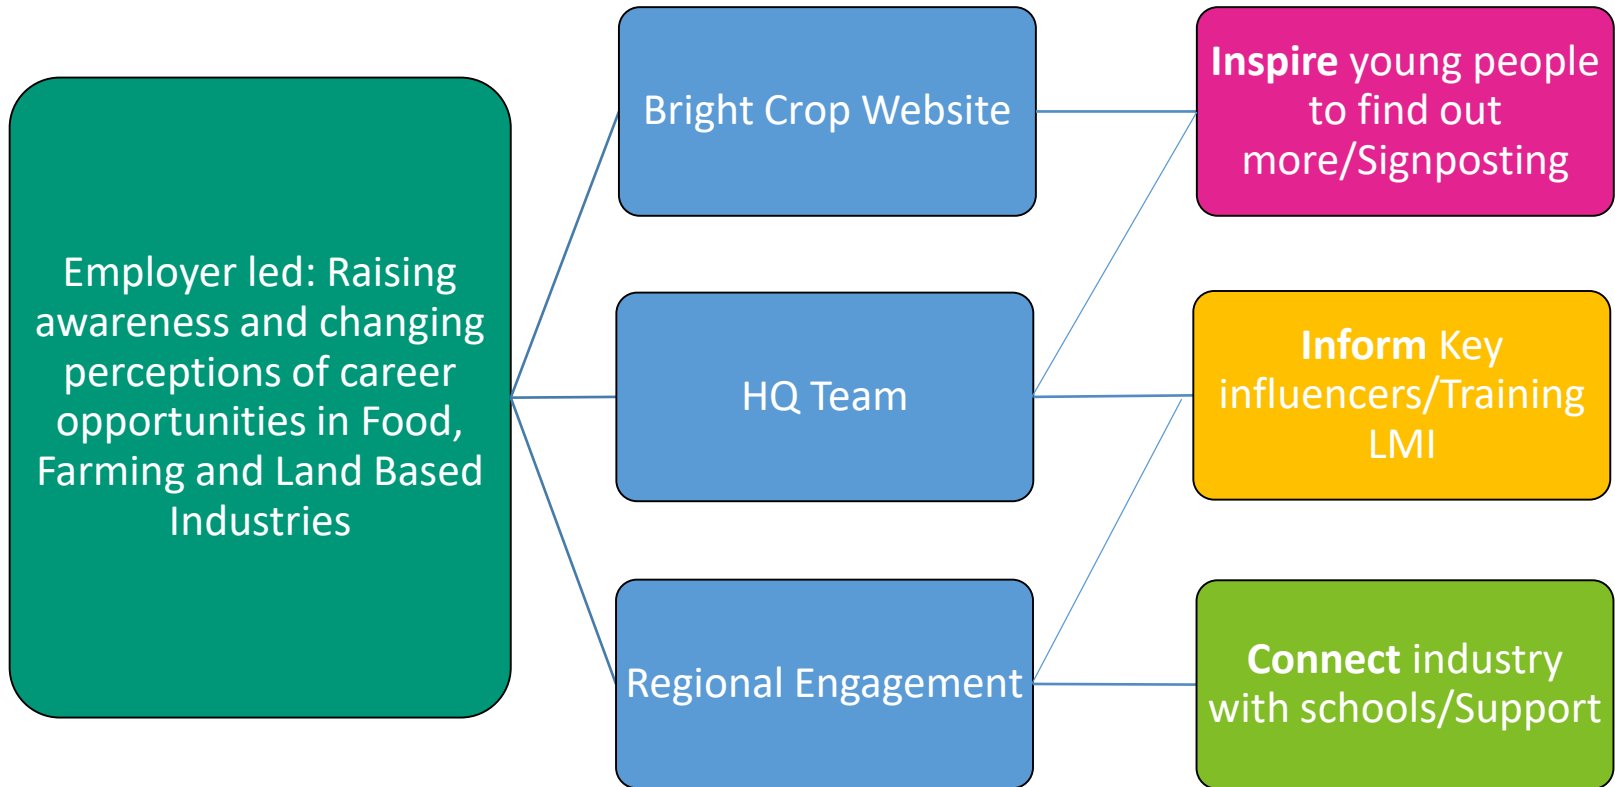 Employer led: Raising
awareness and changing
perceptions of career
opportunities in Food,
Farming and Land Based
Industries
Bright Crop Website
HQ Team
Regional Engagement
Inspire young people
to find out
more/Signposting
Inform Key
influencers/Training
LMI
Connect industry
with schools/Support